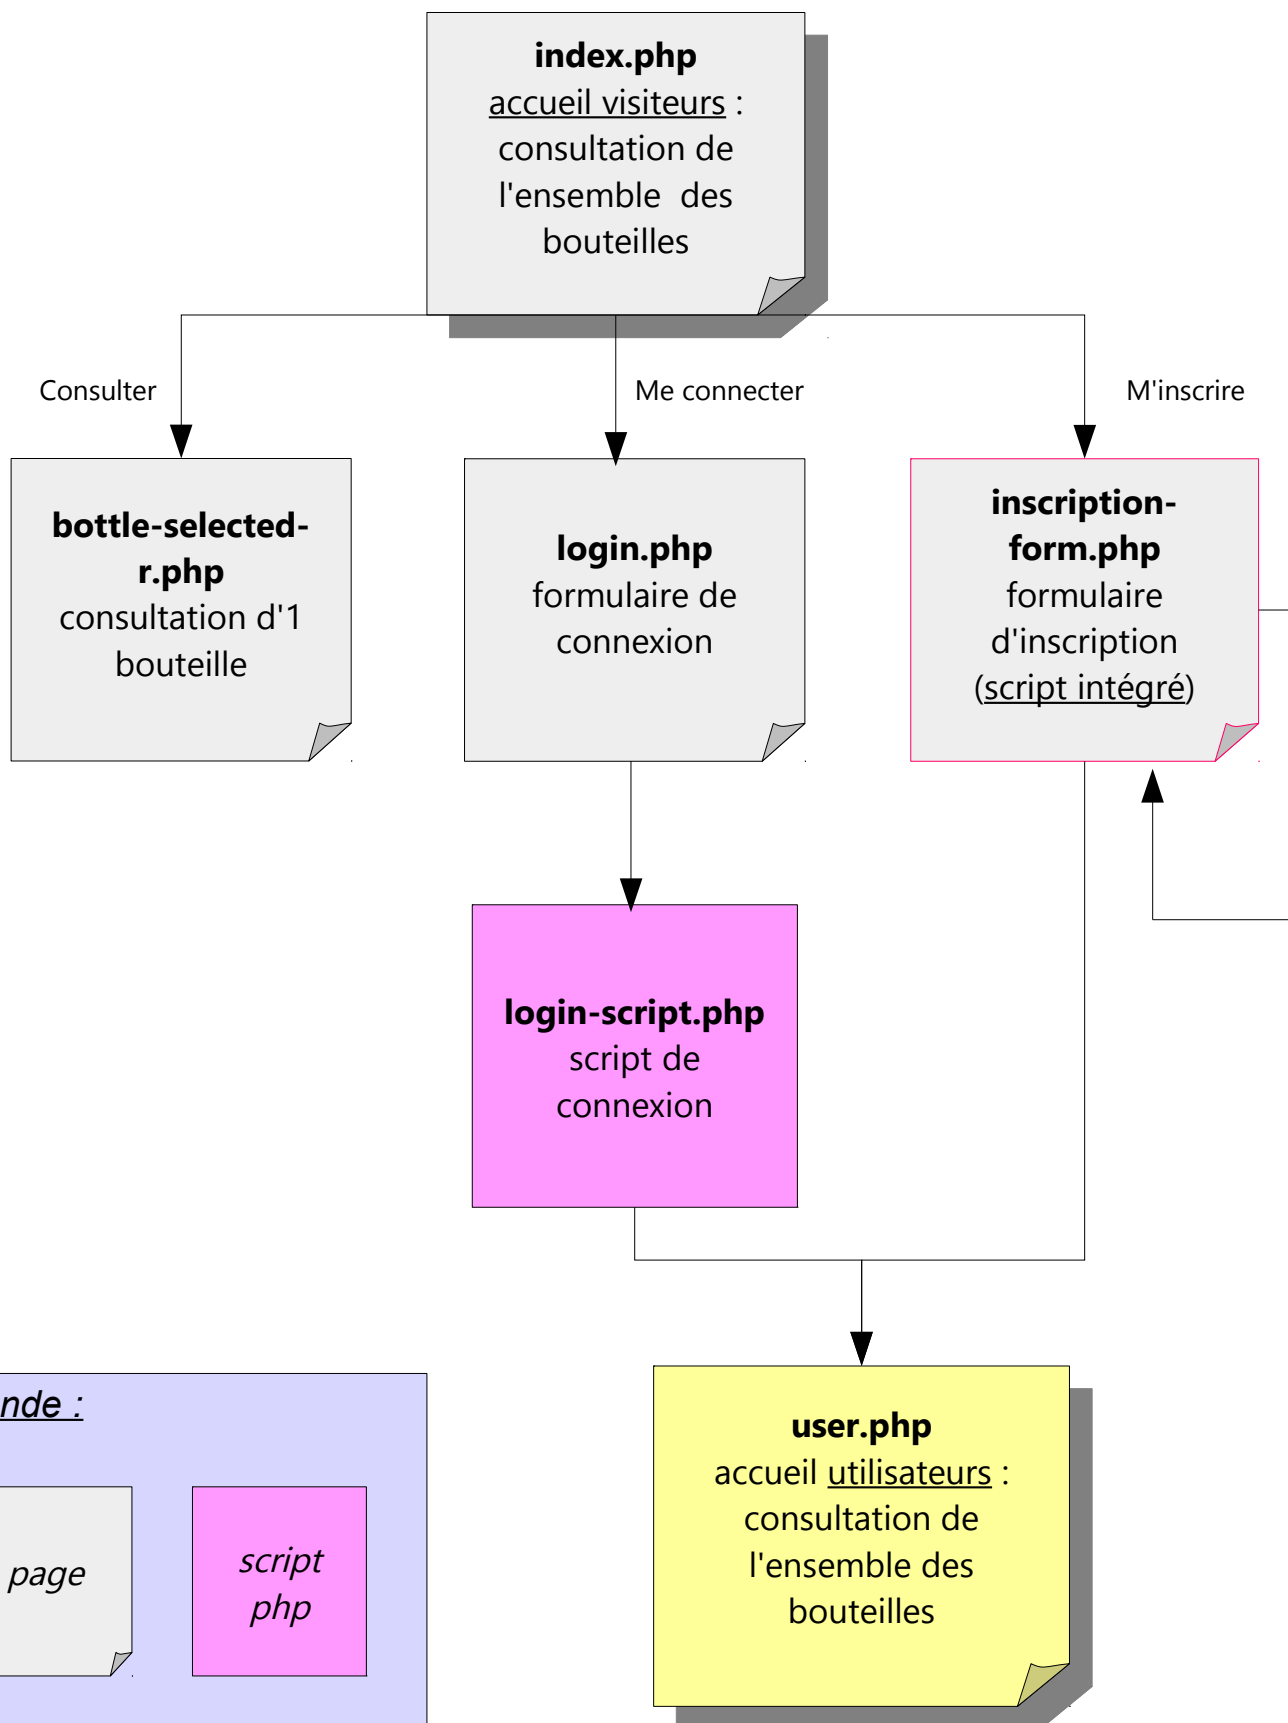 index.php
accueil visiteurs :
consultation de
l'ensemble des
bouteilles
Consulter
Me connecter
M'inscrire
bottle-selected-
r.php
consultation d'1
bouteille
login.php
formulaire de
connexion
inscription-
form.php
formulaire
d'inscription
(script intégré)
login-script.php
script de
connexion
user.php
accueil utilisateurs :
consultation de
l'ensemble des
bouteilles
nde :
page
script
php